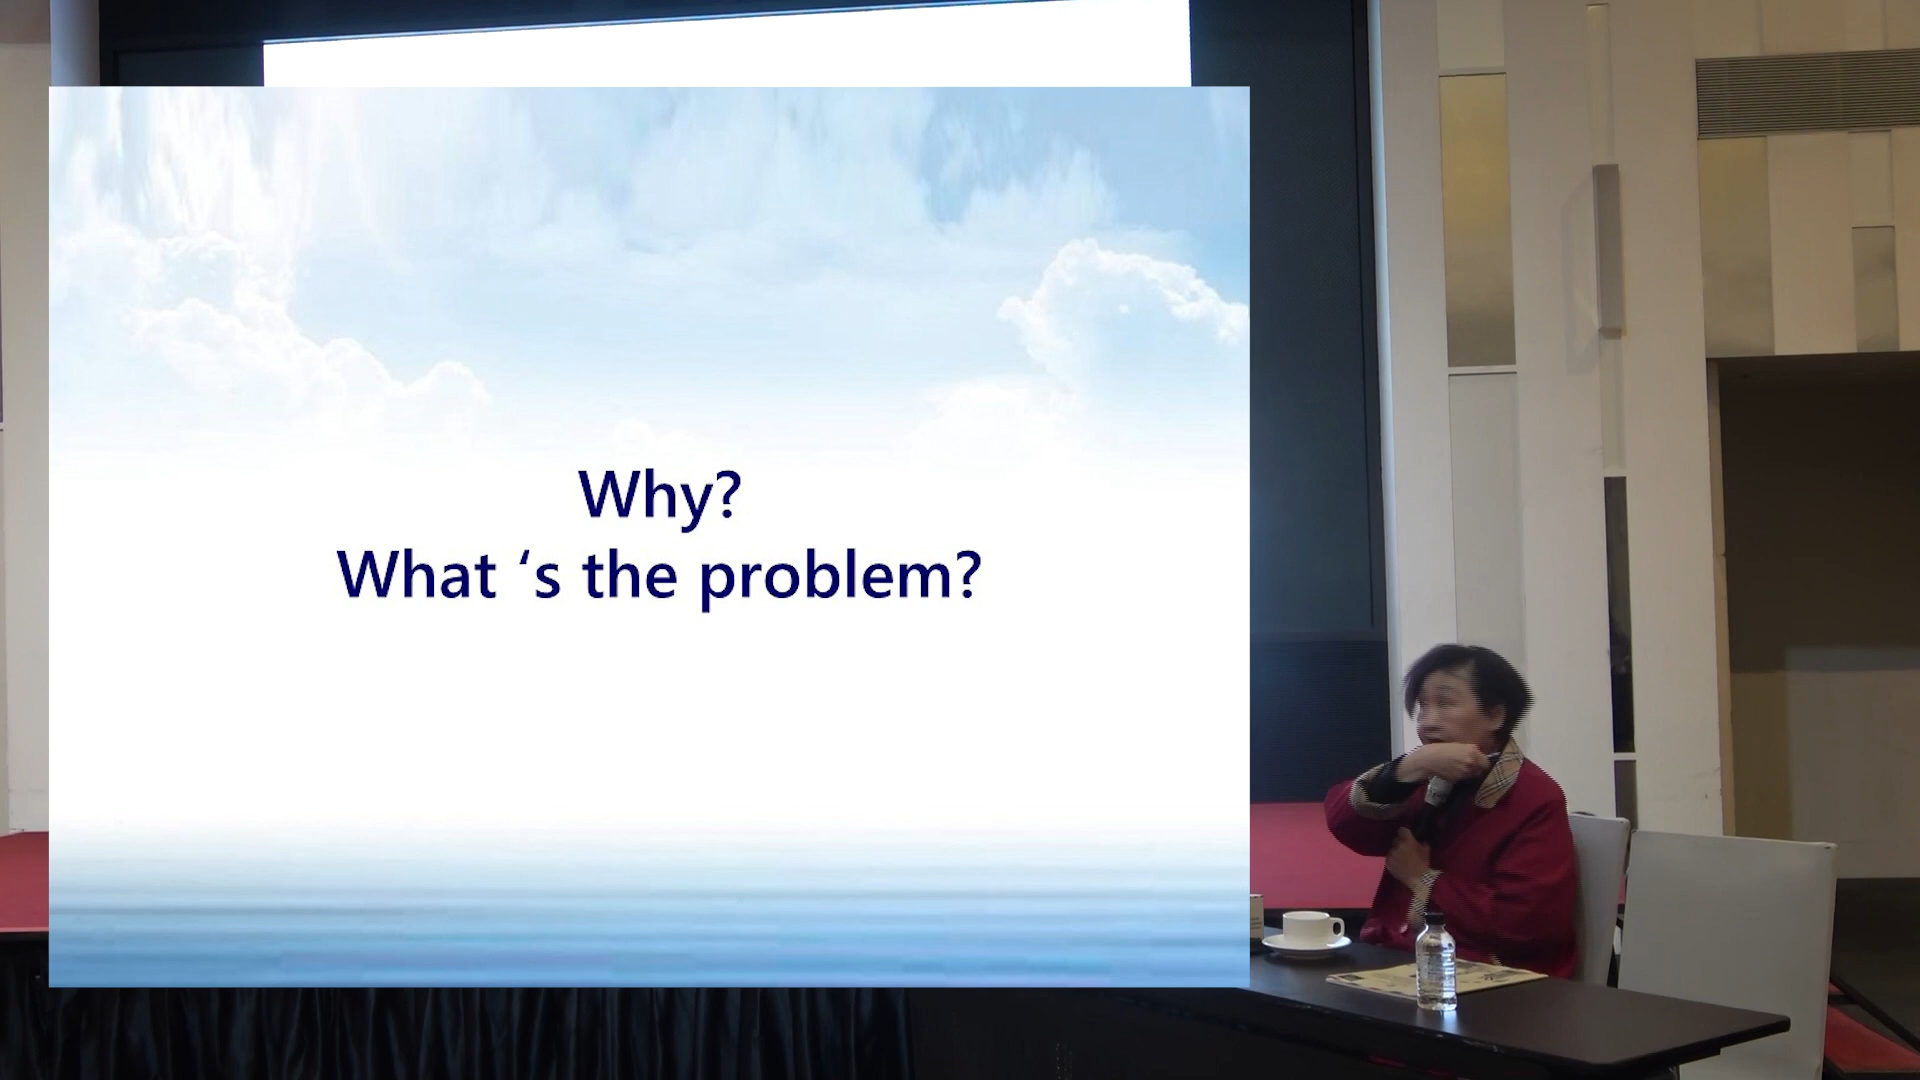 Why?
What ‘s the problem?